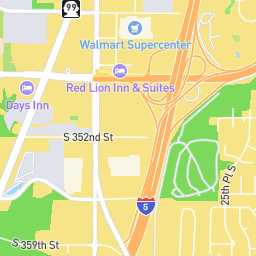 99
Walmart Supercenter
Red Lion Inn & Suites
Days Inn
S 352nd St
25th Pl S
5
S 359th St